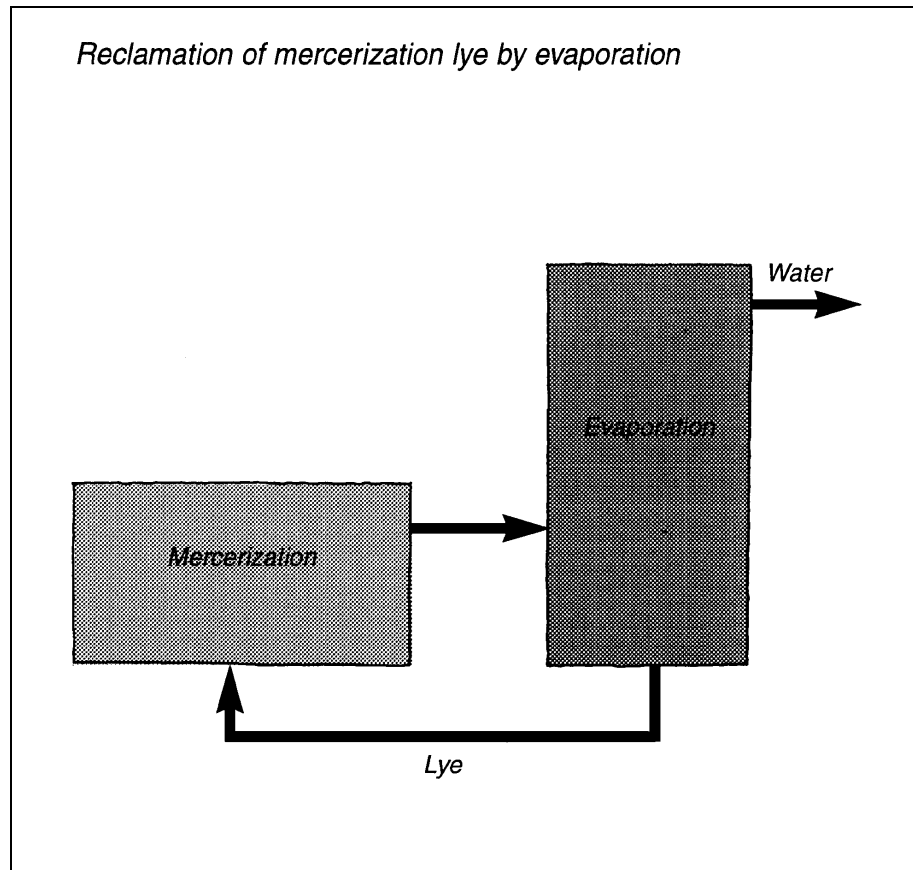 Reclamation of mercerization lye by evaporation
Water
Evaporation
Mercerization
Lye